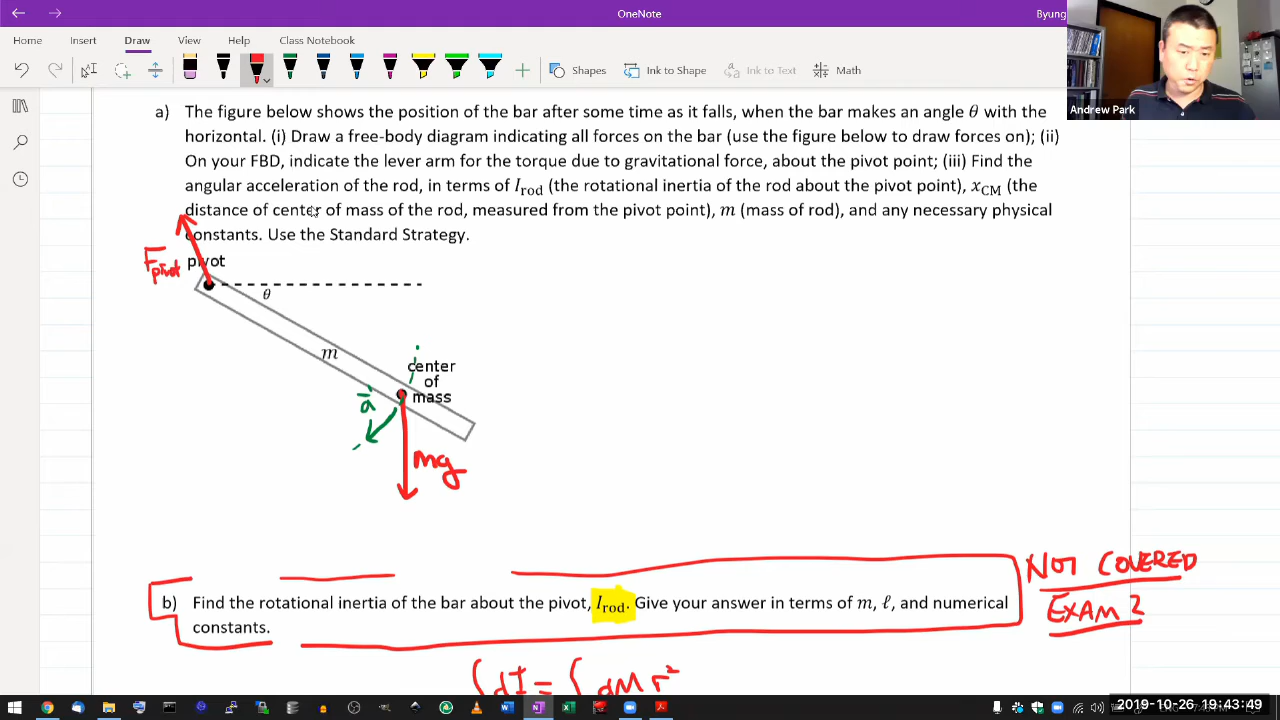 OneNote
Byung
Home Insert Draw View Help Class Notebook
Shapes Ink to Shape Ink to Text Math
Andrew Park
a) The figure below shows the position of the bar after some time as it falls, when the bar makes an angle θ with the
horizontal. (i) Draw a free-body diagram indicating all forces on the bar (use the figure below to draw forces on); (ii)
On your FBD, indicate the lever arm for the torque due to gravitational force, about the pivot point; (iii) Find the
angular acceleration of the rod, in terms of I_rod (the rotational inertia of the rod about the pivot point), x_CM (the
distance of center of mass of the rod, measured from the pivot point), m (mass of rod), and any necessary physical
constants. Use the Standard Strategy.
F_pivot
pivot
θ
m
center
of
mass
a
mg
NOT COVERED
EXAM 2
b) Find the rotational inertia of the bar about the pivot, I_rod. Give your answer in terms of m, ℓ, and numerical
constants.
∫dI = ∫dM r²
2019-10-26 19:43:49